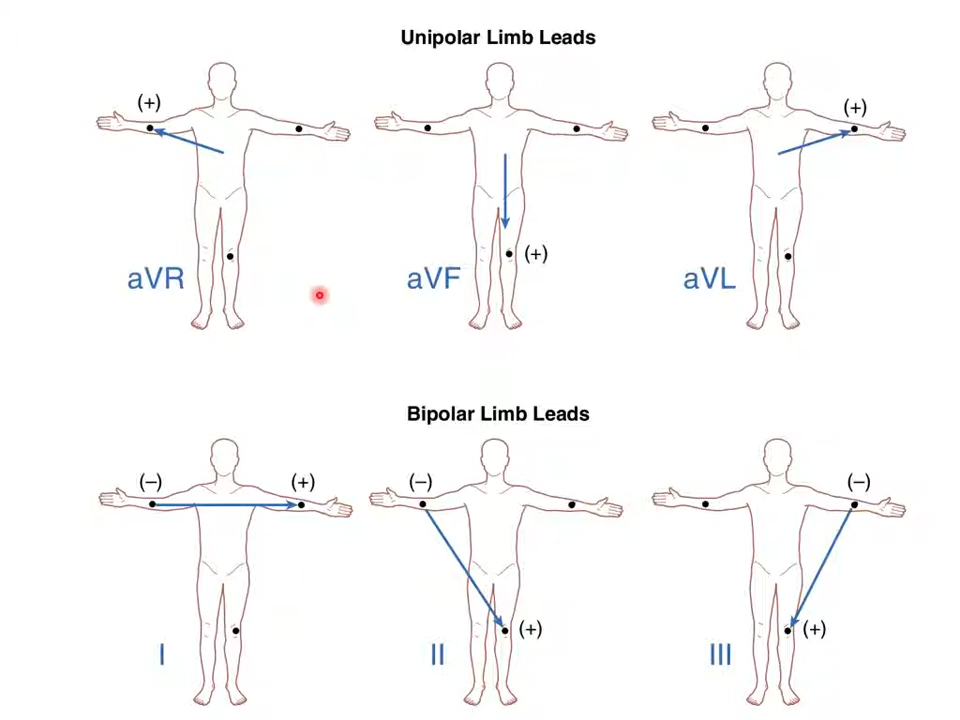 Unipolar Limb Leads
(+)
(+)
(+)
aVR
aVF
aVL
Bipolar Limb Leads
(–)
(+)
(–)
(+)
(–)
(+)
I
II
III